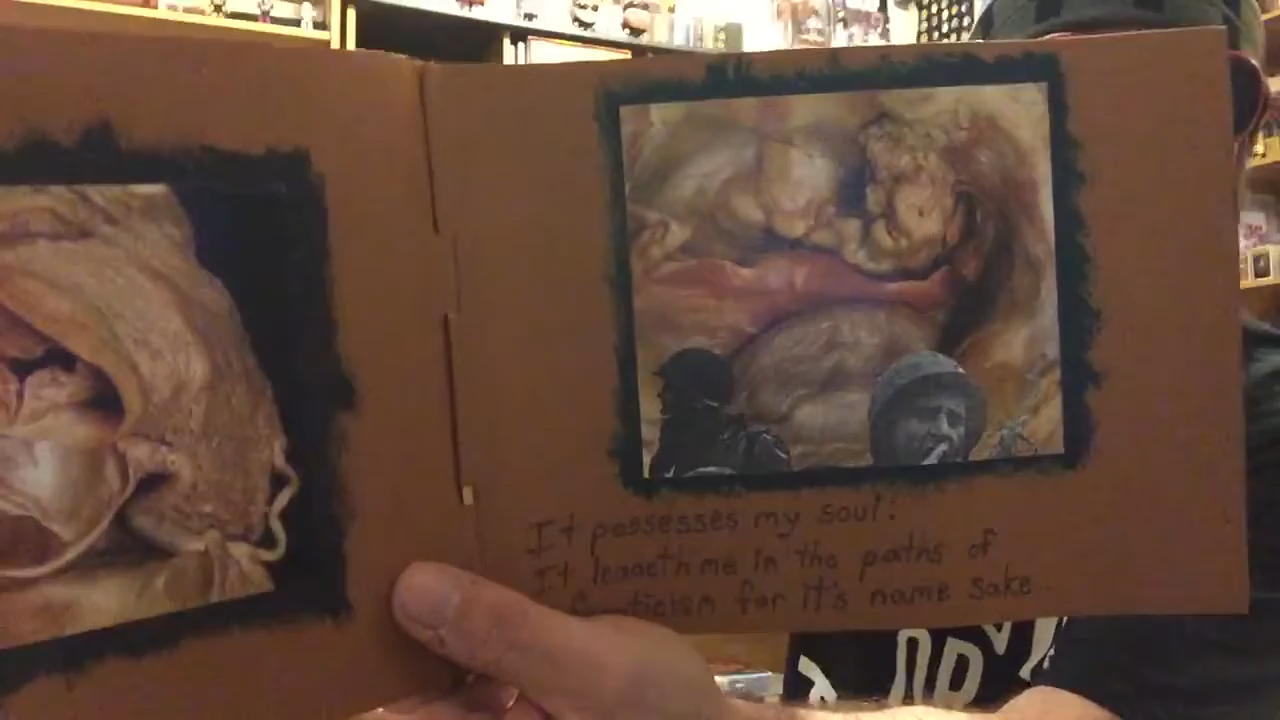 It possesses my soul:
It leadeth me in the paths of
for it's name sake.